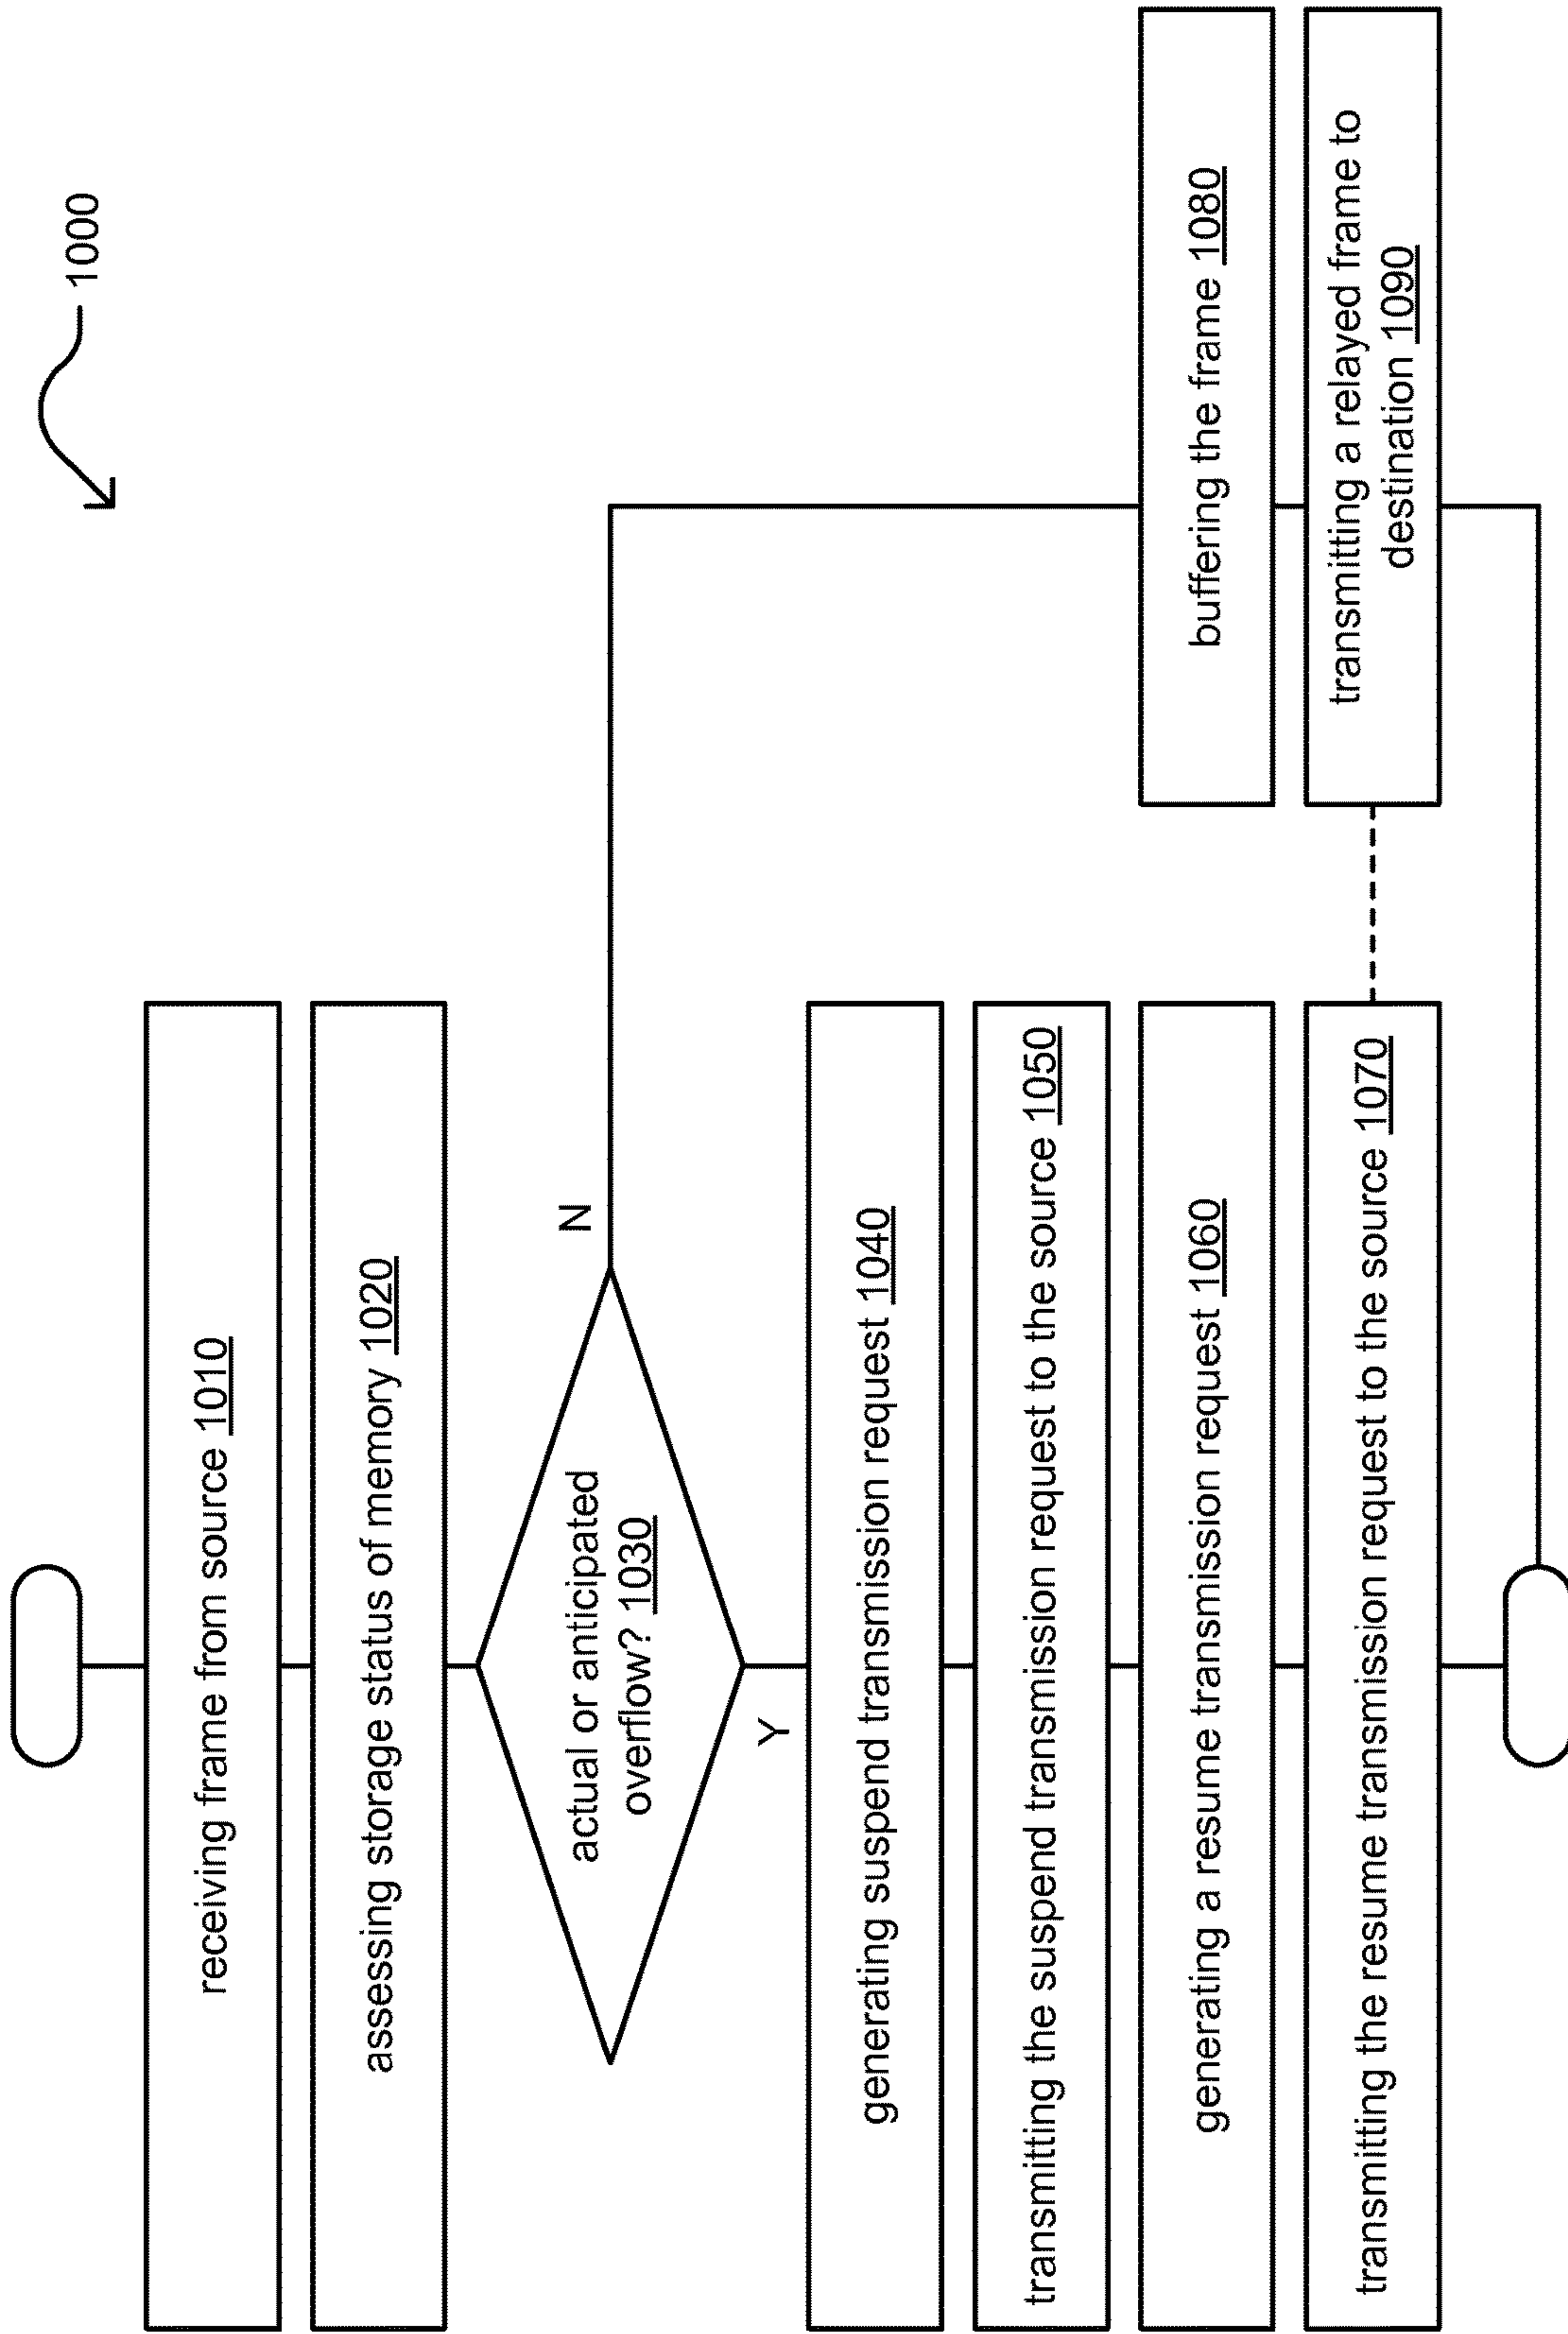 1000
receiving frame from source 1010
assessing storage status of memory 1020
actual or anticipated
overflow? 1030
N
Y
generating suspend transmission request 1040
transmitting the suspend transmission request to the source 1050
generating a resume transmission request 1060
transmitting the resume transmission request to the source 1070
buffering the frame 1080
transmitting a relayed frame to
destination 1090